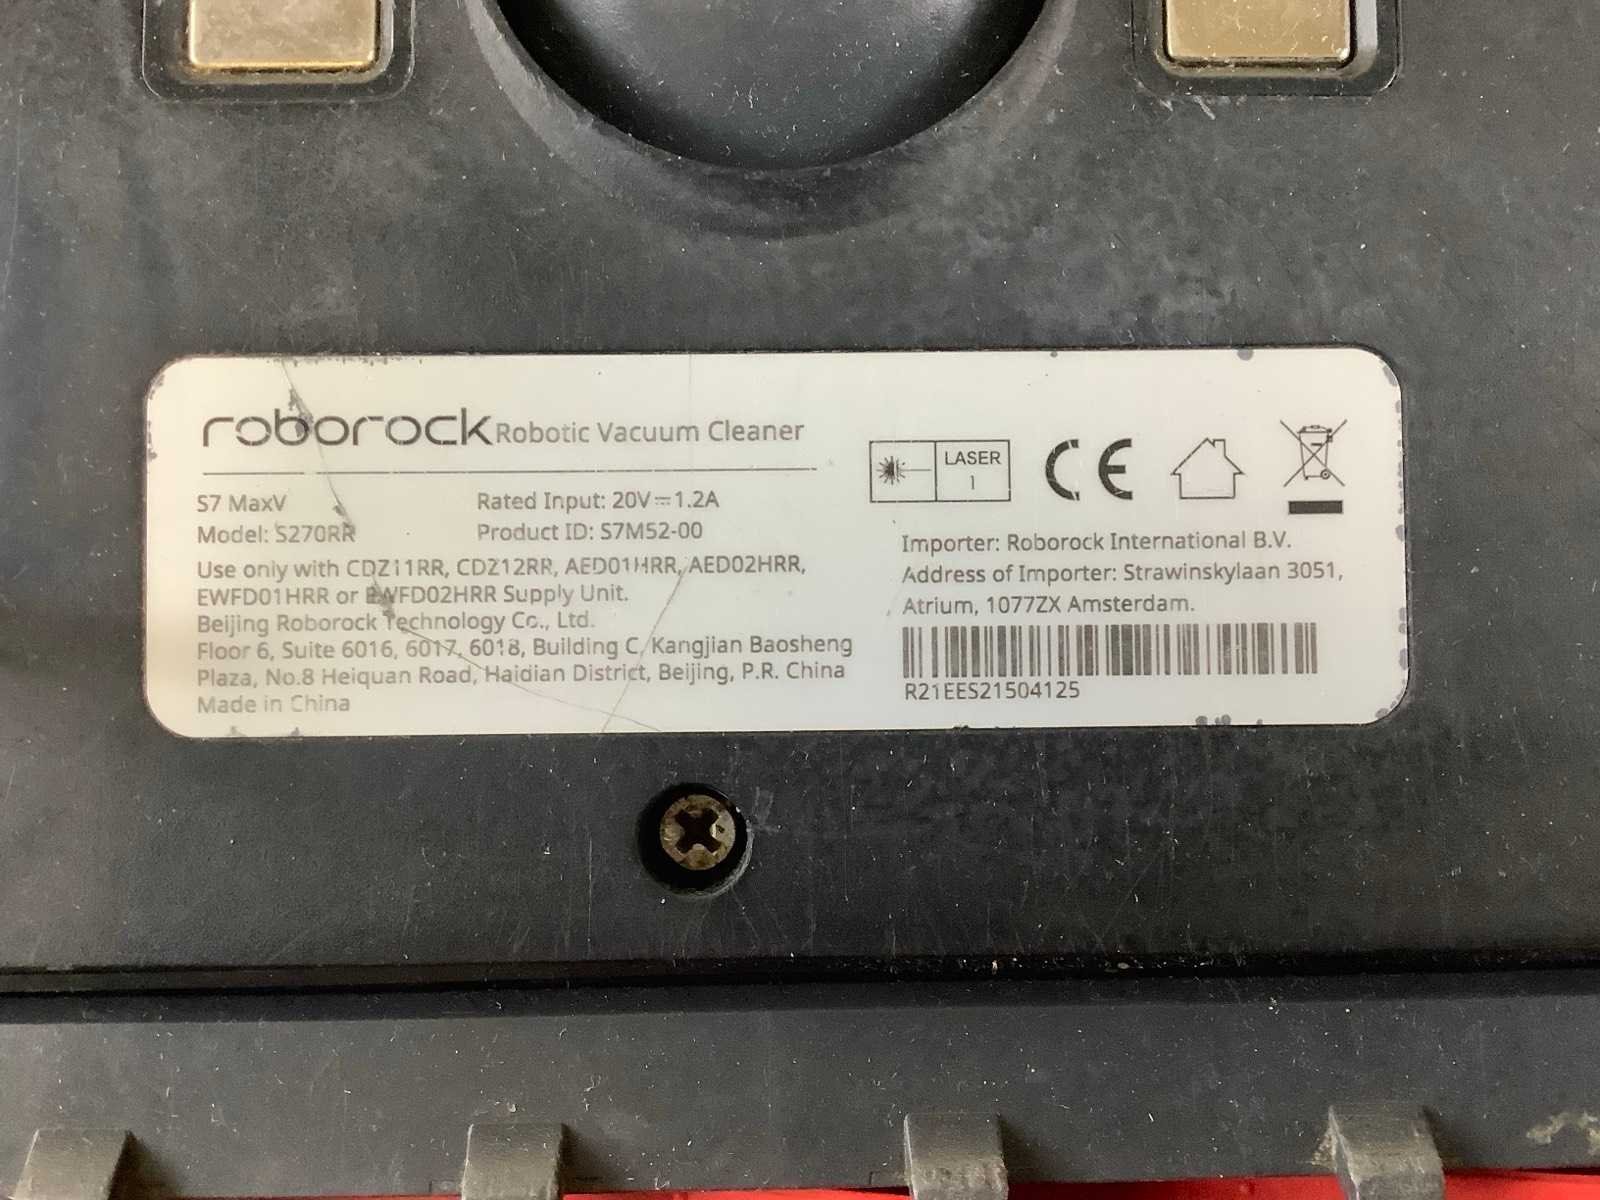 roborock Robotic Vacuum Cleaner
S7 MaxV
Rated Input: 20V⎓1.2A
Model: S270RR
Product ID: S7M52-00
Use only with CDZ11RR, CDZ12RR, AED01HRR, AED02HRR,
EWFD01HRR or EWFD02HRR Supply Unit.
Beijing Roborock Technology Co., Ltd.
Floor 6, Suite 6016, 6017, 6018, Building C, Kangjian Baosheng
Plaza, No.8 Heiquan Road, Haidian District, Beijing, P.R. China
Made in China
LASER
1
CE
Importer: Roborock International B.V.
Address of Importer: Strawinskylaan 3051,
Atrium, 1077ZX Amsterdam.
R21EES21504125